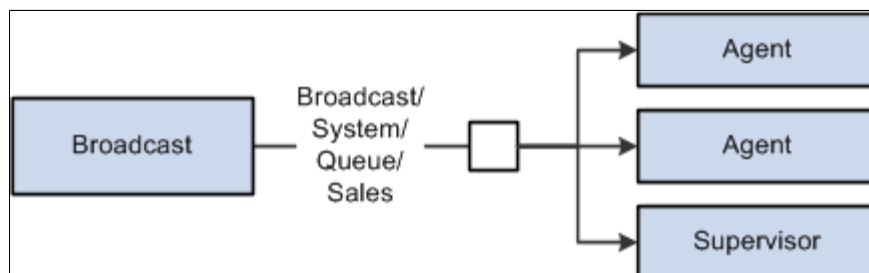 Broadcast
Broadcast/
System/
Queue/
Sales
Agent
Agent
Supervisor